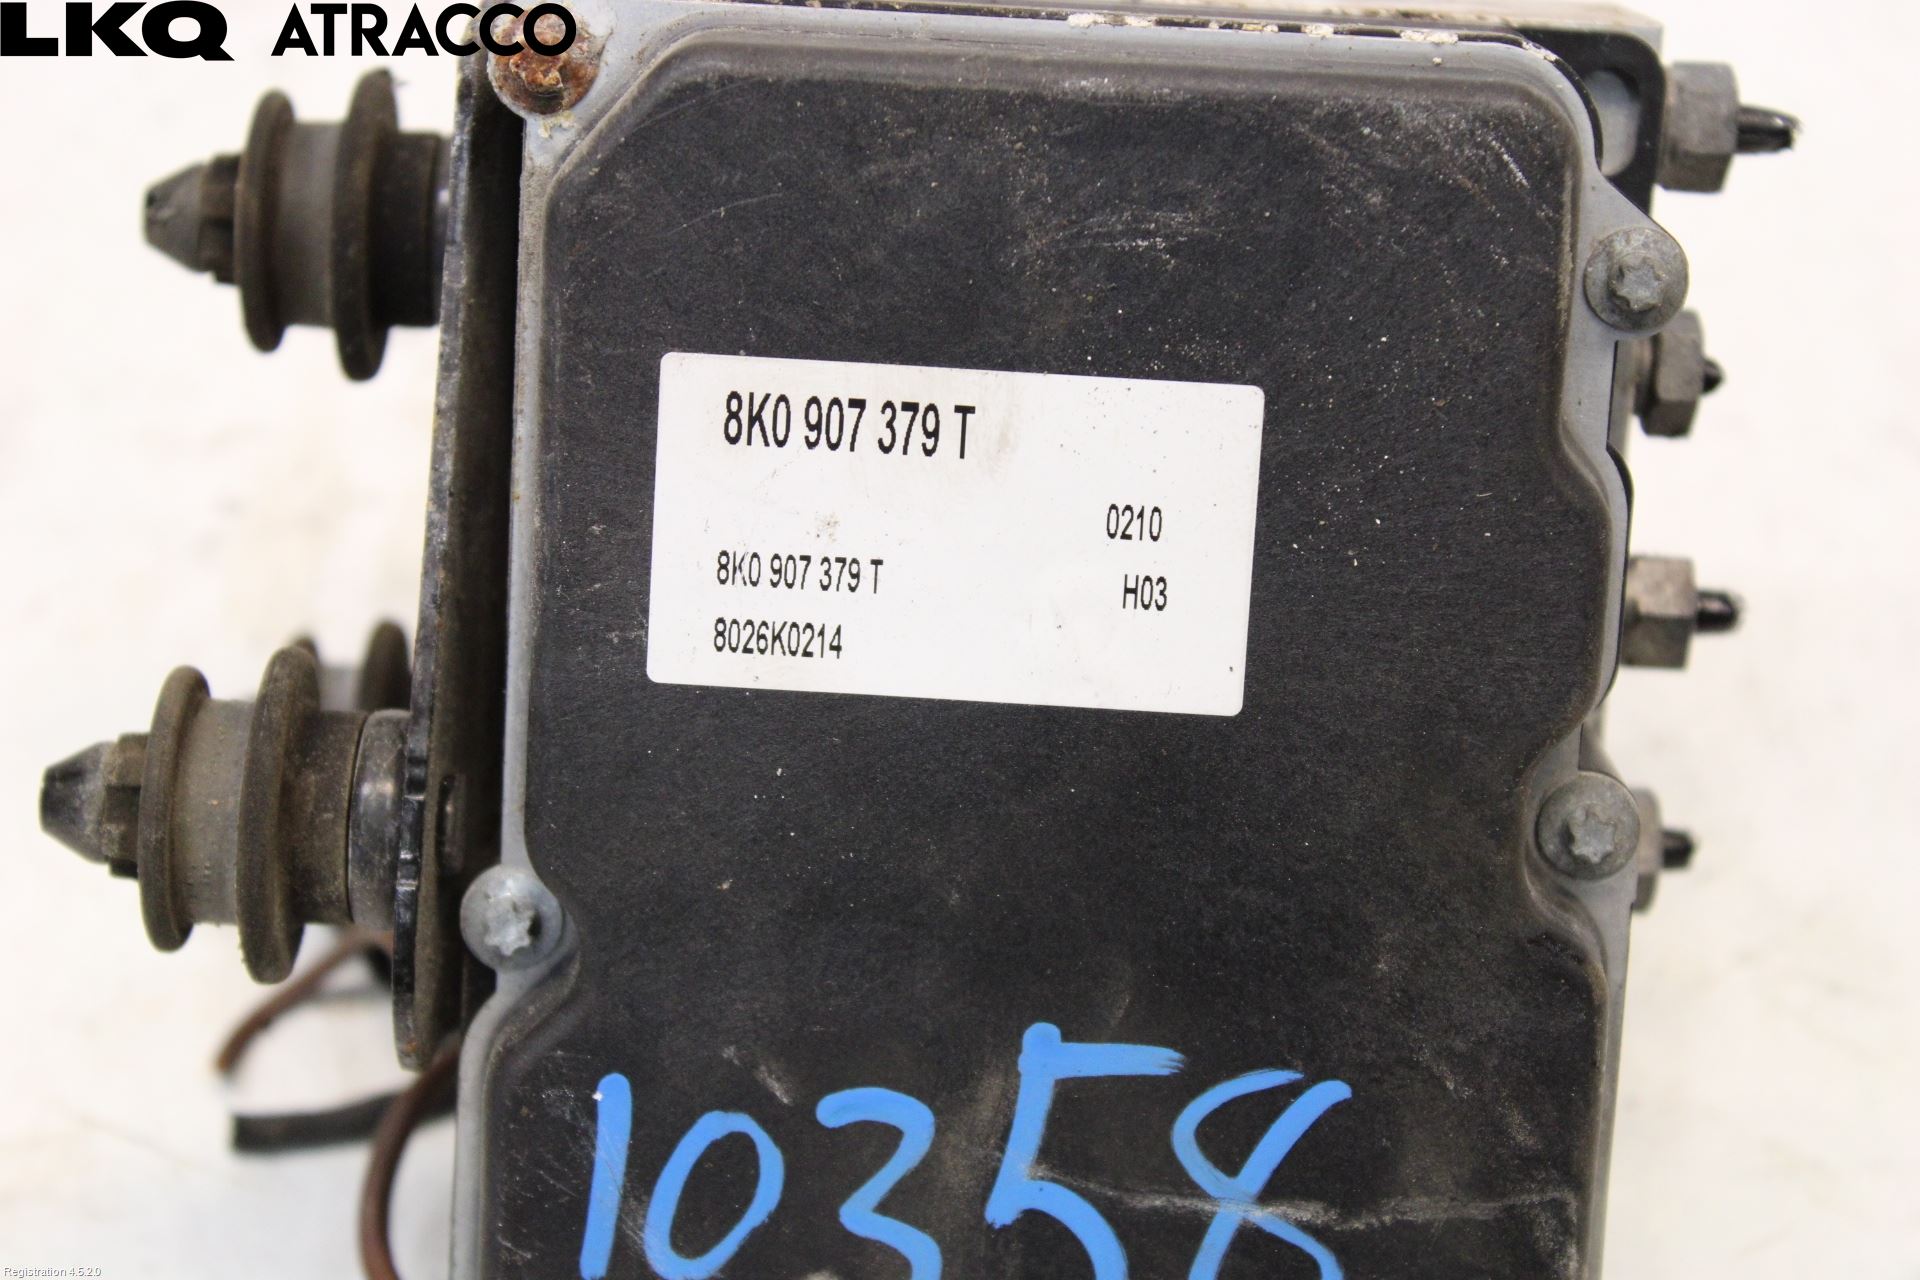 LKQ ATRACCO
8K0 907 379 T
0210
8K0 907 379 T
H03
8026K0214
10358
Registration 4.5.2.0